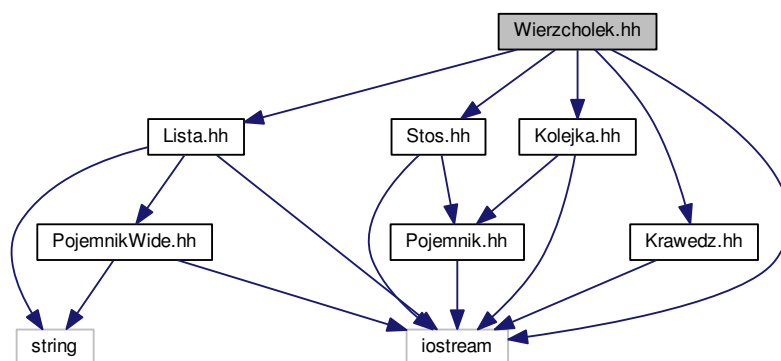 Wierzcholek.hh
Lista.hh
Stos.hh
Kolejka.hh
PojemnikWide.hh
Pojemnik.hh
Krawedz.hh
string
iostream